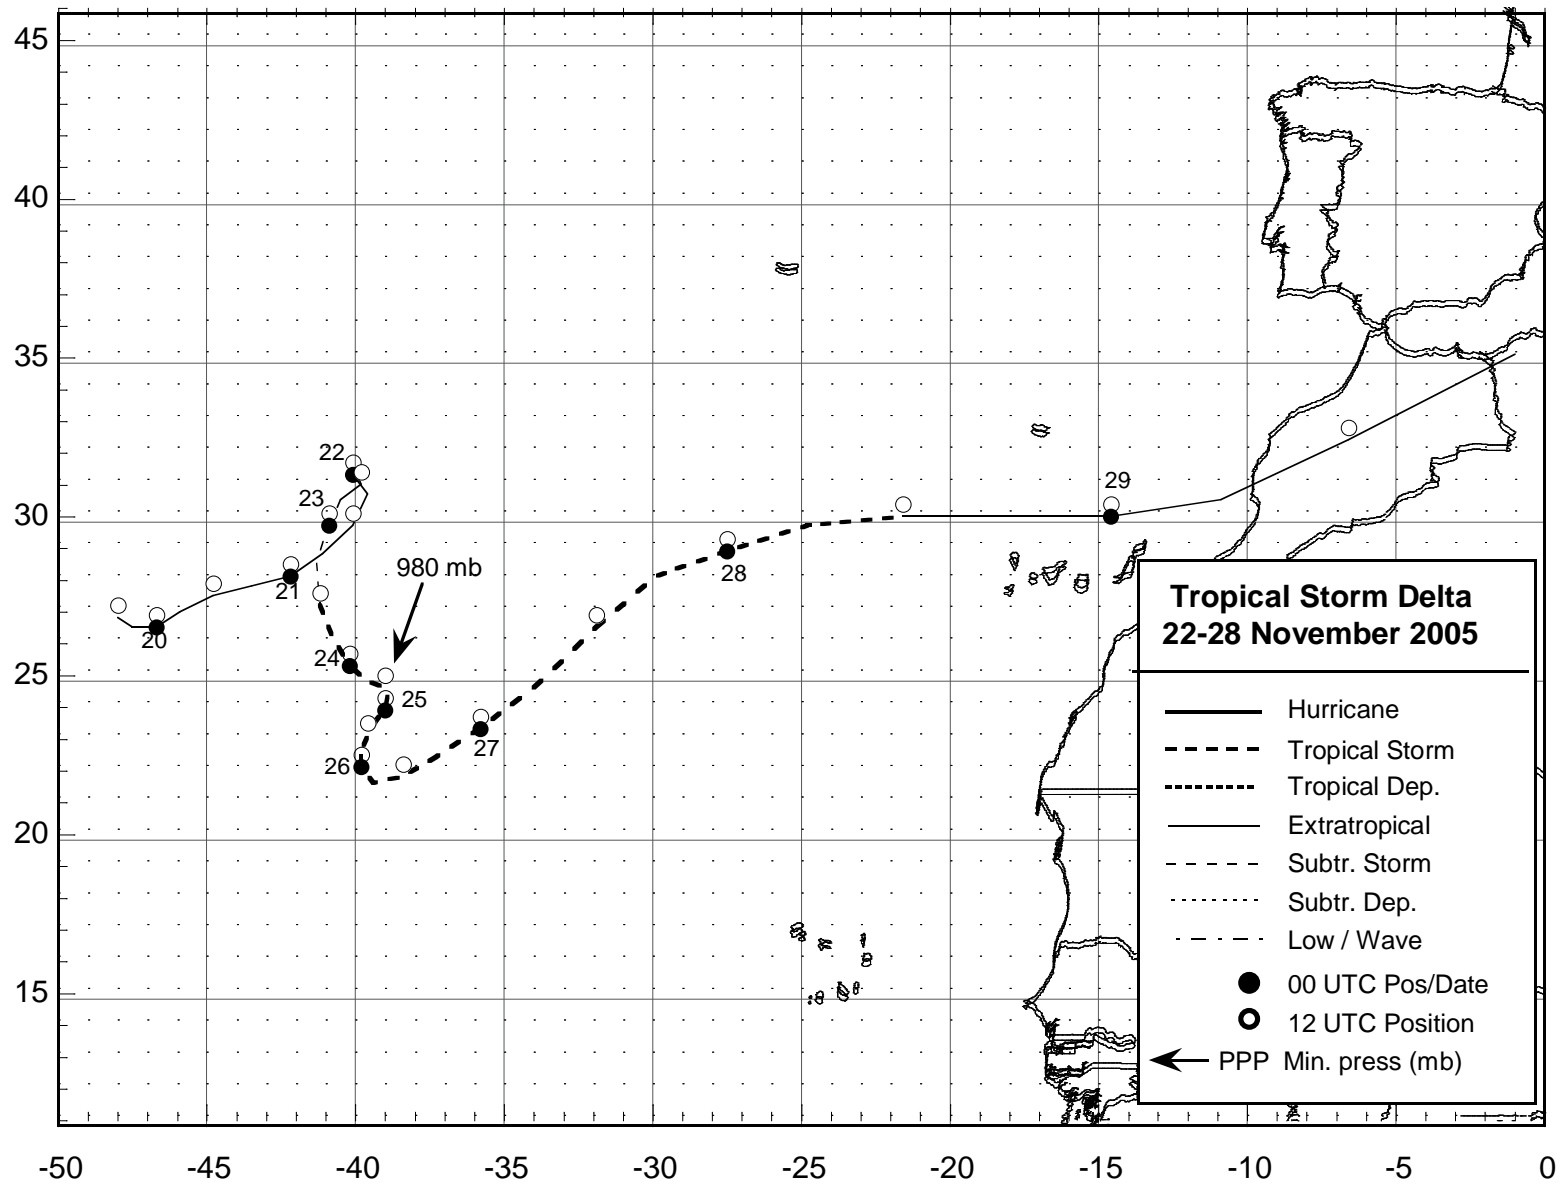 45
40
35
30
25
20
15
22
23
21
20
24
980 mb
25
26
27
28
29
Tropical Storm Delta
22-28 November 2005
Hurricane
Tropical Storm
Tropical Dep.
Extratropical
Subtr. Storm
Subtr. Dep.
Low / Wave
00 UTC Pos/Date
12 UTC Position
PPP Min. press (mb)
-50 -45 -40 -35 -30 -25 -20 -15 -10 -5 0